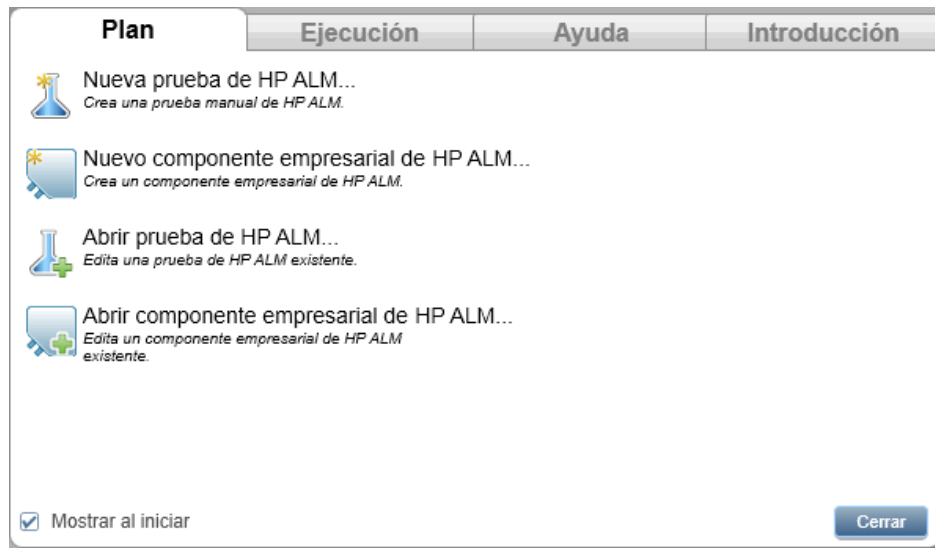 Plan
Ejecución
Ayuda
Introducción
Nueva prueba de HP ALM...
Crea una prueba manual de HP ALM.
Nuevo componente empresarial de HP ALM...
Crea un componente empresarial de HP ALM.
Abrir prueba de HP ALM...
Edita una prueba de HP ALM existente.
Abrir componente empresarial de HP ALM...
Edita un componente empresarial de HP ALM
existente.
Mostrar al iniciar
Cerrar